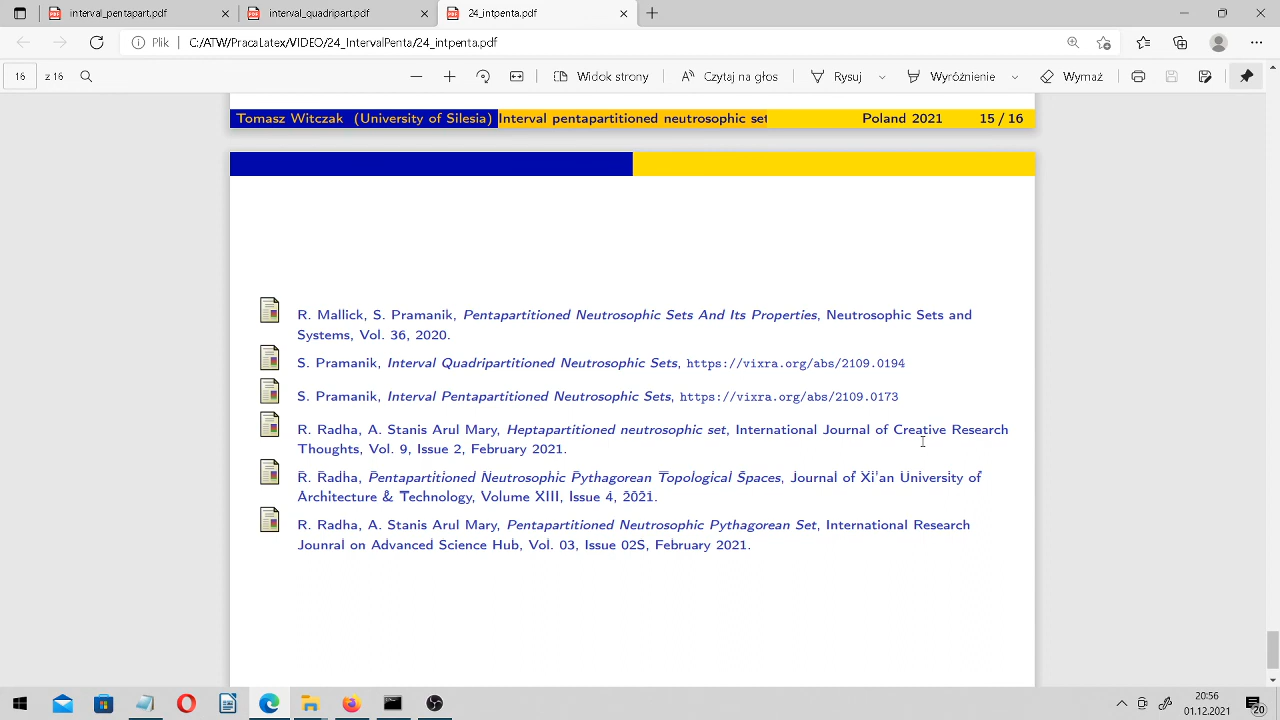 inter.pdf
interval.pdf
24_intpenta.pdf
Plik
C:/ATW/PracaLatex/VIDEO/24_IntPenta/24_intpenta.pdf
16
z 16
Widok strony
Czytaj na głos
Rysuj
Wyróżnienie
Wymaż
Tomasz Witczak (University of Silesia)
Interval pentapartitioned neutrosophic set
Poland 2021
15 / 16
R. Mallick, S. Pramanik, Pentapartitioned Neutrosophic Sets And Its Properties, Neutrosophic Sets and
Systems, Vol. 36, 2020.
S. Pramanik, Interval Quadripartitioned Neutrosophic Sets, https://vixra.org/abs/2109.0194
S. Pramanik, Interval Pentapartitioned Neutrosophic Sets, https://vixra.org/abs/2109.0173
R. Radha, A. Stanis Arul Mary, Heptapartitioned neutrosophic set, International Journal of Creative Research
Thoughts, Vol. 9, Issue 2, February 2021.
R. Radha, Pentapartitioned Neutrosophic Pythagorean Topological Spaces, Journal of Xi'an University of
Architecture & Technology, Volume XIII, Issue 4, 2021.
R. Radha, A. Stanis Arul Mary, Pentapartitioned Neutrosophic Pythagorean Set, International Research
Jounral on Advanced Science Hub, Vol. 03, Issue 02S, February 2021.
20:56
01.12.2021
20